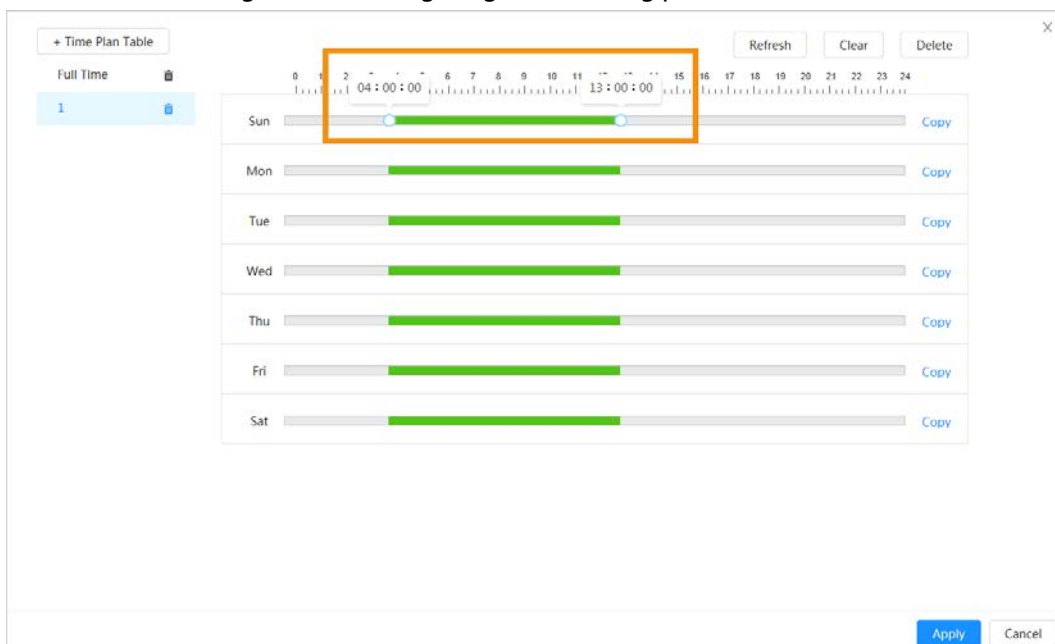 + Time Plan Table
Refresh Clear Delete
Full Time
0 2 6 7 8 9 10 11 15 16 17 18 19 20 21 22 23 24
04 : 00 : 00 13 : 00 : 00
1
Sun Copy
Mon Copy
Tue Copy
Wed Copy
Thu Copy
Fri Copy
Sat Copy
Apply Cancel